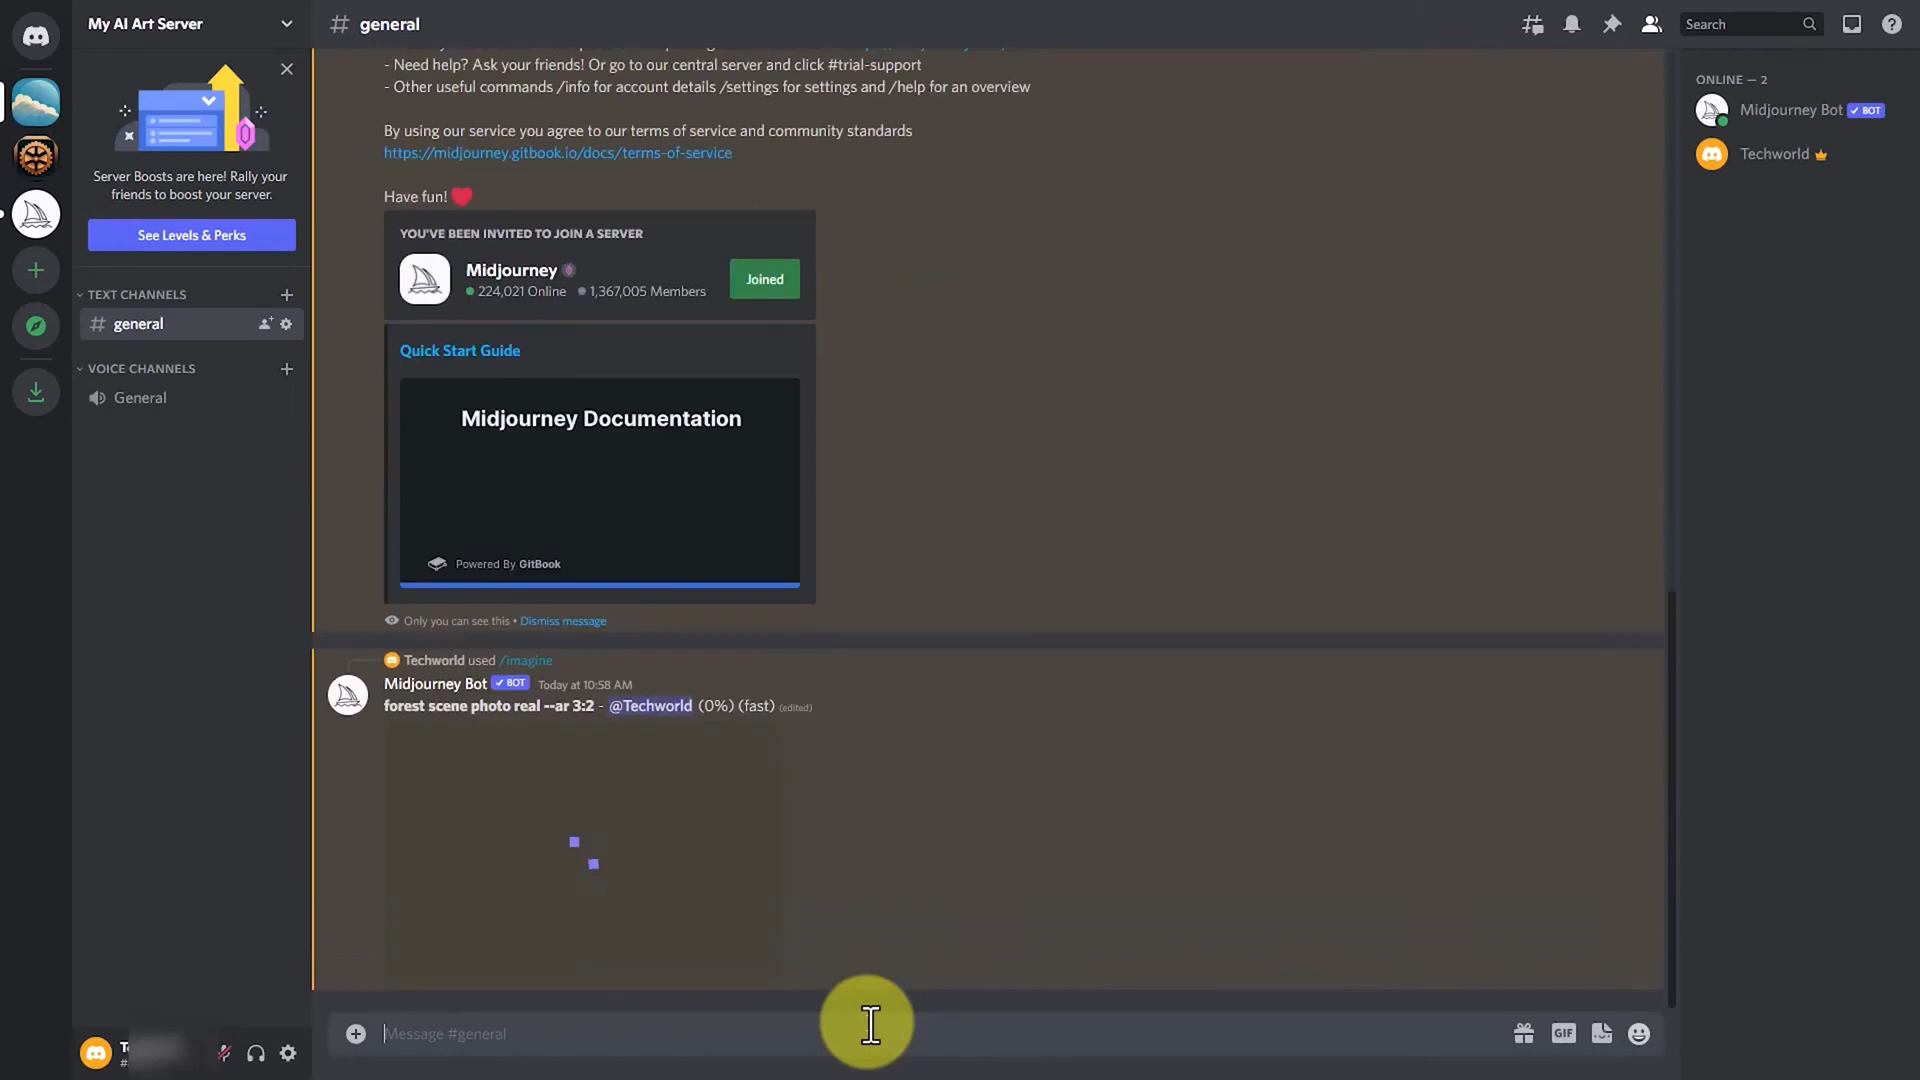 My AI Art Server
general
Search
Server Boosts are here! Rally your
friends to boost your server.
See Levels & Perks
TEXT CHANNELS
general
VOICE CHANNELS
General
- Need help? Ask your friends! Or go to our central server and click #trial-support
- Other useful commands /info for account details /settings for settings and /help for an overview
By using our service you agree to our terms of service and community standards
https://midjourney.gitbook.io/docs/terms-of-service
Have fun!
YOU'VE BEEN INVITED TO JOIN A SERVER
Midjourney
224,021 Online 1,367,005 Members
Joined
Quick Start Guide
Midjourney Documentation
Powered By GitBook
Only you can see this • Dismiss message
Techworld used /imagine
Midjourney Bot BOT Today at 10:58 AM
forest scene photo real --ar 3:2 - @Techworld (0%) (fast) (edited)
Message #general
GIF
ONLINE — 2
Midjourney Bot BOT
Techworld